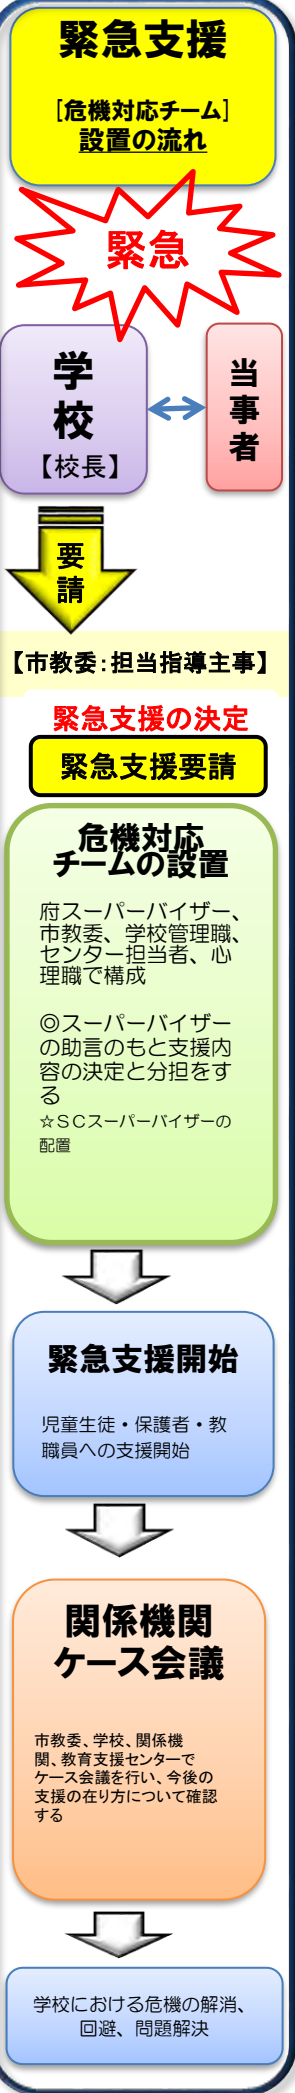 緊急支援
[危機対応チーム]
設置の流れ
緊急
学
校
【校長】
当
事
者
要
請
【市教委:担当指導主事】
緊急支援の決定
緊急支援要請
危機対応
チームの設置
府スーパーバイザー、
市教委、学校管理職、
センター担当者、心
理職で構成
◎スーパーバイザー
の助言のもと支援内
容の決定と分担をす
る
☆SCスーパーバイザーの
配置
緊急支援開始
児童生徒・保護者・教
職員への支援開始
関係機関
ケース会議
市教委、学校、関係機
関、教育支援センターで
ケース会議を行い、今後の
支援の在り方について確認
する
学校における危機の解消、
回避、問題解決